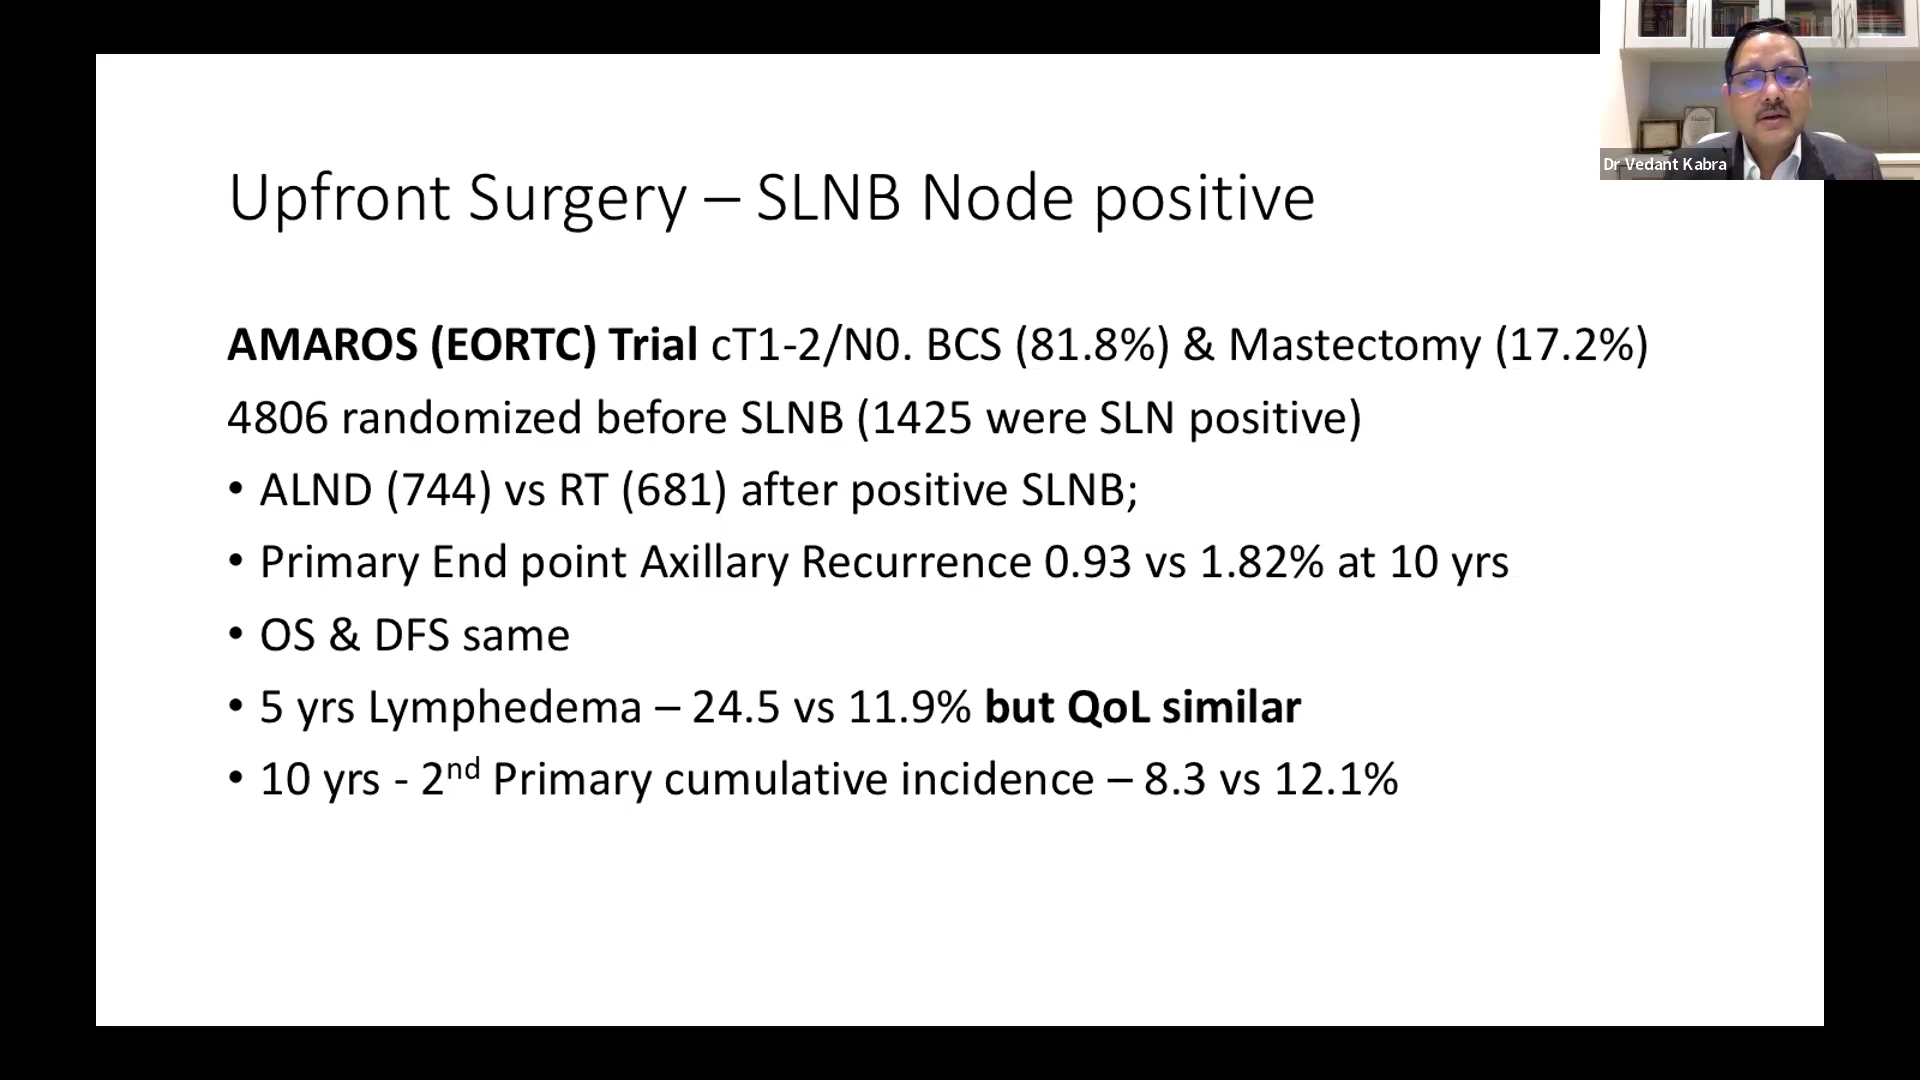 Dr Vedant Kabra
Upfront Surgery – SLNB Node positive
AMAROS (EORTC) Trial cT1-2/N0. BCS (81.8%) & Mastectomy (17.2%)
4806 randomized before SLNB (1425 were SLN positive)
• ALND (744) vs RT (681) after positive SLNB;
• Primary End point Axillary Recurrence 0.93 vs 1.82% at 10 yrs
• OS & DFS same
• 5 yrs Lymphedema – 24.5 vs 11.9% but QoL similar
• 10 yrs - 2nd Primary cumulative incidence – 8.3 vs 12.1%